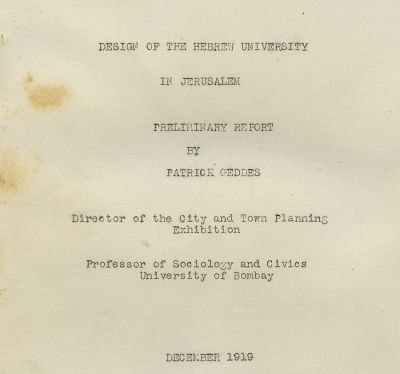 DESIGN OF THE HEBREW UNIVERSITY
IN JERUSALEM
PRELIMINARY REPORT
BY
PATRICK GEDDES
Director of the City and Town Planning
Exhibition
Professor of Sociology and Civics
University of Bombay
DECEMBER 1919